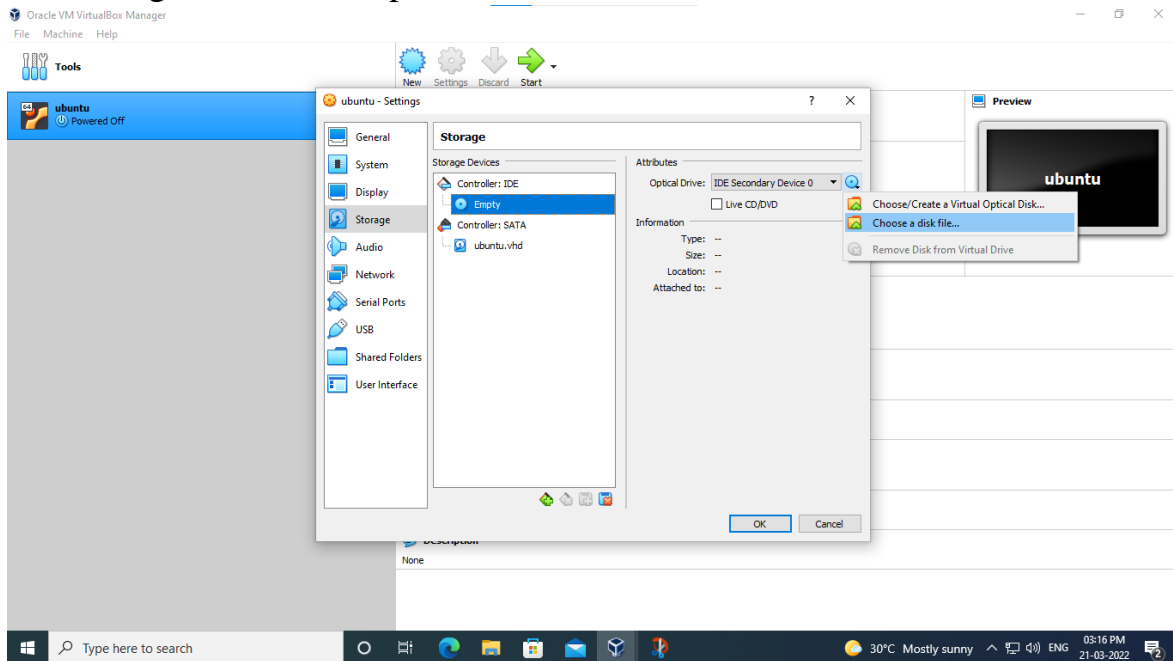 Oracle VM VirtualBox Manager
File Machine Help
Tools
New Settings Discard Start
64
ubuntu
Powered Off
Preview
ubuntu
ubuntu - Settings
?
General
System
Display
Storage
Audio
Network
Serial Ports
USB
Shared Folders
User Interface
Storage
Storage Devices
Controller: IDE
Empty
Controller: SATA
ubuntu.vhd
Attributes
Optical Drive: IDE Secondary Device 0
Live CD/DVD
Information
Type: --
Size: --
Location: --
Attached to: --
Choose/Create a Virtual Optical Disk...
Choose a disk file...
Remove Disk from Virtual Drive
OK Cancel
Description
None
Type here to search
30°C Mostly sunny
ENG
03:16 PM
21-03-2022
2